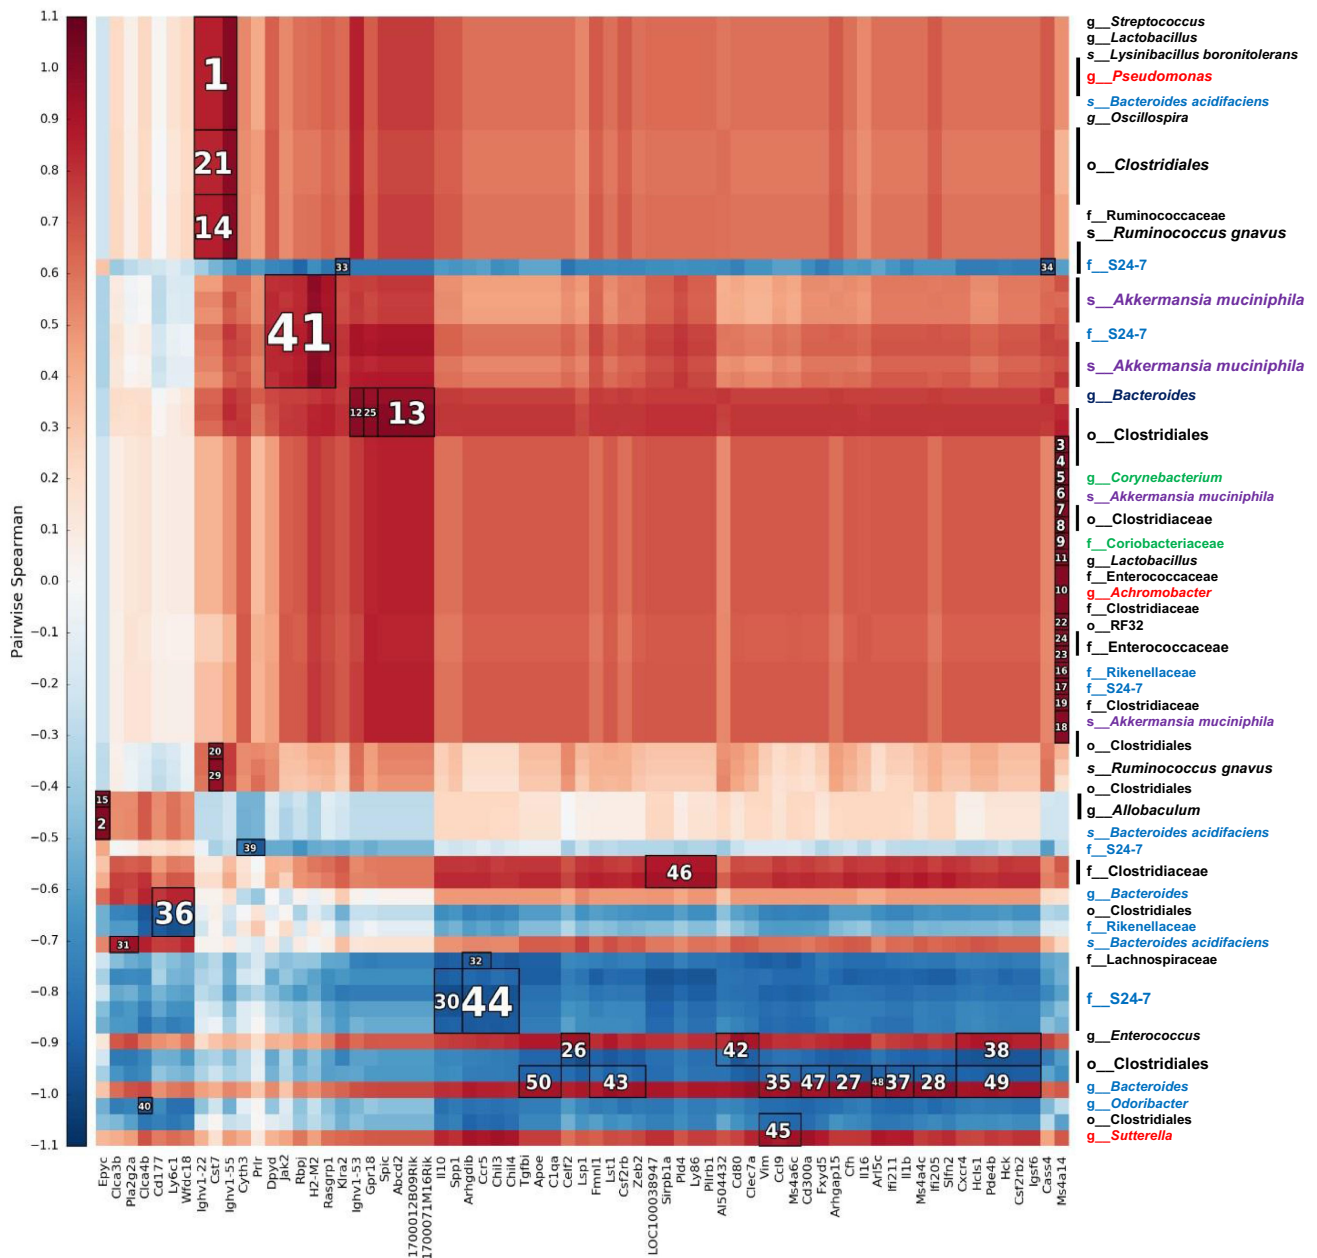 1.1
1.0
0.9
0.8
0.7
0.6
0.5
0.4
0.3
0.2
0.1
0.0
−0.1
−0.2
−0.3
−0.4
−0.5
−0.6
−0.7
−0.8
−0.9
−1.0
−1.1
Pairwise Spearman
1
21
14
33
34
41
12
25
13
3
4
5
6
7
8
9
11
10
22
24
23
16
17
19
18
20
29
15
2
39
46
36
31
32
30
44
26
42
38
50
43
35
47
27
48
37
28
49
40
45
g__Streptococcus
g__Lactobacillus
s__Lysinibacillus boronitolerans
g__Pseudomonas
s__Bacteroides acidifaciens
g__Oscillospira
o__Clostridiales
f__Ruminococcaceae
s__Ruminococcus gnavus
f__S24-7
s__Akkermansia muciniphila
f__S24-7
s__Akkermansia muciniphila
g__Bacteroides
o__Clostridiales
g__Corynebacterium
s__Akkermansia muciniphila
o__Clostridiaceae
f__Coriobacteriaceae
g__Lactobacillus
f__Enterococcaceae
g__Achromobacter
f__Clostridiaceae
o__RF32
f__Enterococcaceae
f__Rikenellaceae
f__S24-7
f__Clostridiaceae
s__Akkermansia muciniphila
o__Clostridiales
s__Ruminococcus gnavus
o__Clostridiales
g__Allobaculum
s__Bacteroides acidifaciens
f__S24-7
f__Clostridiaceae
g__Bacteroides
o__Clostridiales
f__Rikenellaceae
s__Bacteroides acidifaciens
f__Lachnospiraceae
f__S24-7
g__Enterococcus
o__Clostridiales
g__Bacteroides
g__Odoribacter
o__Clostridiales
g__Sutterella
Epyc
Clca3b
Pla2g2a
Clca4b
Cd177
Ly6c1
Wfdc18
Ighv1-22
Cst7
Ighv1-55
Cyth3
Prlr
Dpyd
Jak2
Rbpj
H2-M2
Rasgrp1
Klra2
Ighv1-53
Gpr18
Spic
Abcd2
1700012B09Rik
1700071M16Rik
Il10
Spp1
Arhgdib
Ccr5
Chil3
Chil4
Tgfbi
Apoe
C1qa
Celf2
Lsp1
Fmnl1
Lst1
Csf2rb
Zeb2
LOC100038947
Sirpb1a
Pld4
Ly86
Pilrb1
AI504432
Cd80
Clec7a
Vim
Ccl9
Ms4a6c
Cd300a
Fxyd5
Arhgap15
Cfh
Il16
Arl5c
Ifi211
Il1b
Ms4a4c
Ifi205
Slfn2
Cxcr4
Hcls1
Pde4b
Hck
Csf2rb2
Igsf6
Cass4
Ms4a14